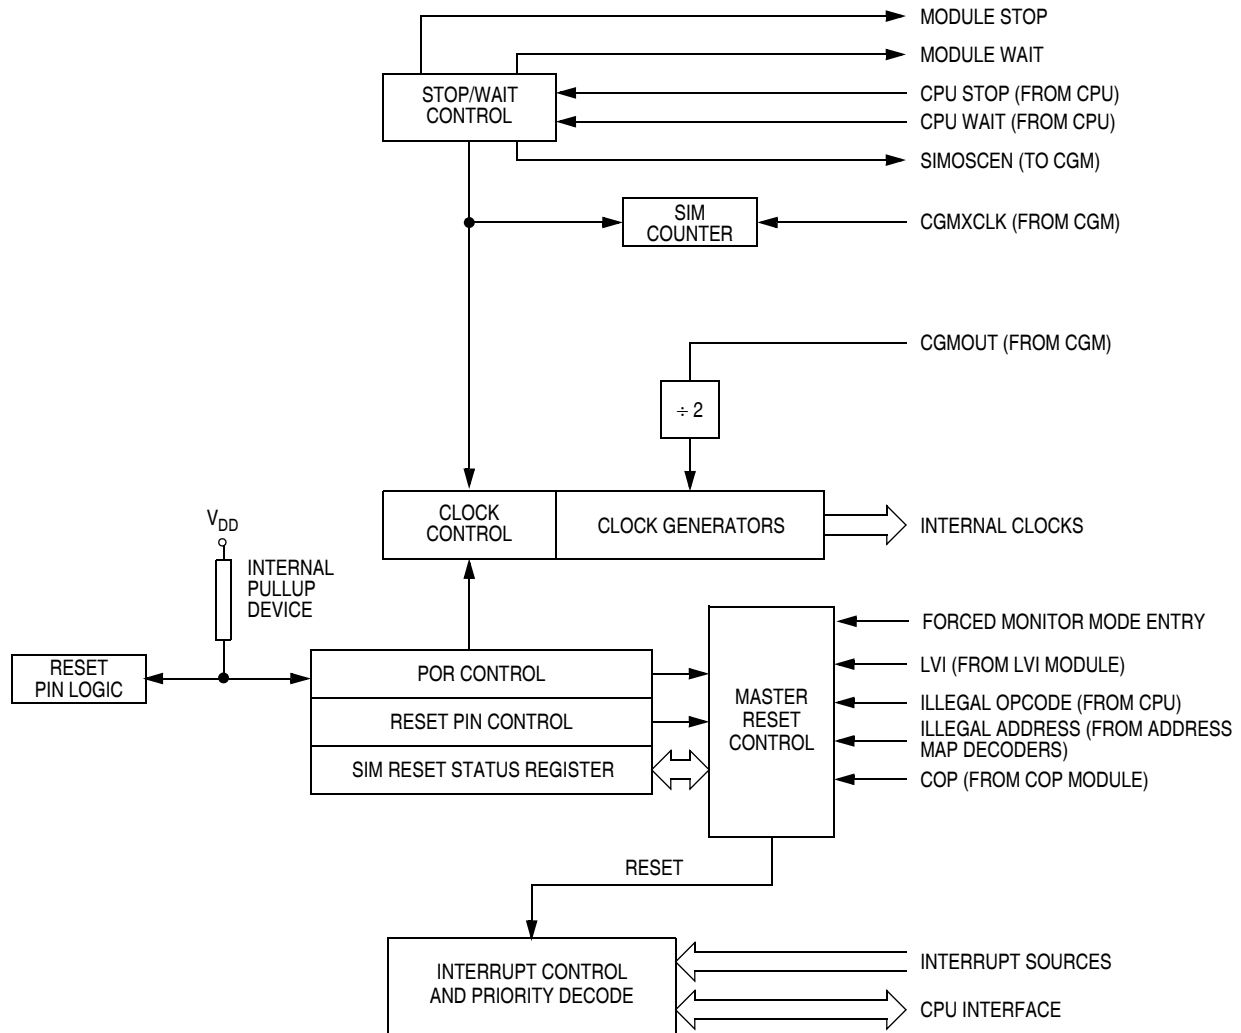 MODULE STOP
MODULE WAIT
STOP/WAIT
CONTROL
CPU STOP (FROM CPU)
CPU WAIT (FROM CPU)
SIMOSCEN (TO CGM)
SIM
COUNTER
CGMXCLK (FROM CGM)
CGMOUT (FROM CGM)
÷ 2
CLOCK
CONTROL
CLOCK GENERATORS
INTERNAL CLOCKS
VDD
INTERNAL
PULLUP
DEVICE
RESET
PIN LOGIC
POR CONTROL
RESET PIN CONTROL
SIM RESET STATUS REGISTER
MASTER
RESET
CONTROL
FORCED MONITOR MODE ENTRY
LVI (FROM LVI MODULE)
ILLEGAL OPCODE (FROM CPU)
ILLEGAL ADDRESS (FROM ADDRESS
MAP DECODERS)
COP (FROM COP MODULE)
RESET
INTERRUPT CONTROL
AND PRIORITY DECODE
INTERRUPT SOURCES
CPU INTERFACE